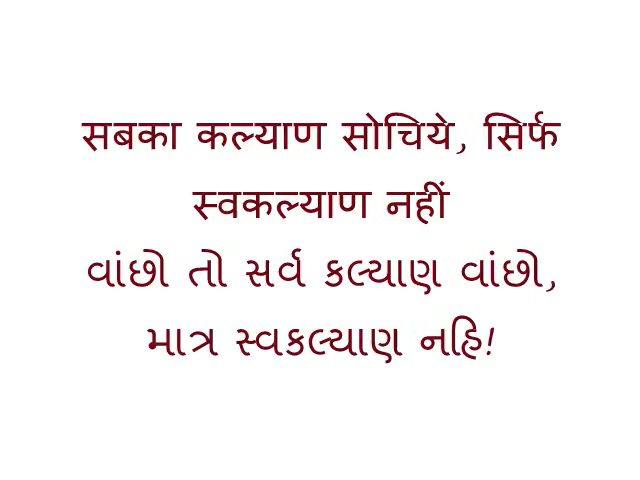 सबका कल्याण सोचिये, सिर्फ
स्वकल्याण नहीं
વાંછો તો સર્વ કલ્યાણ વાંછો,
માત્ર સ્વકલ્યાણ નહિ!